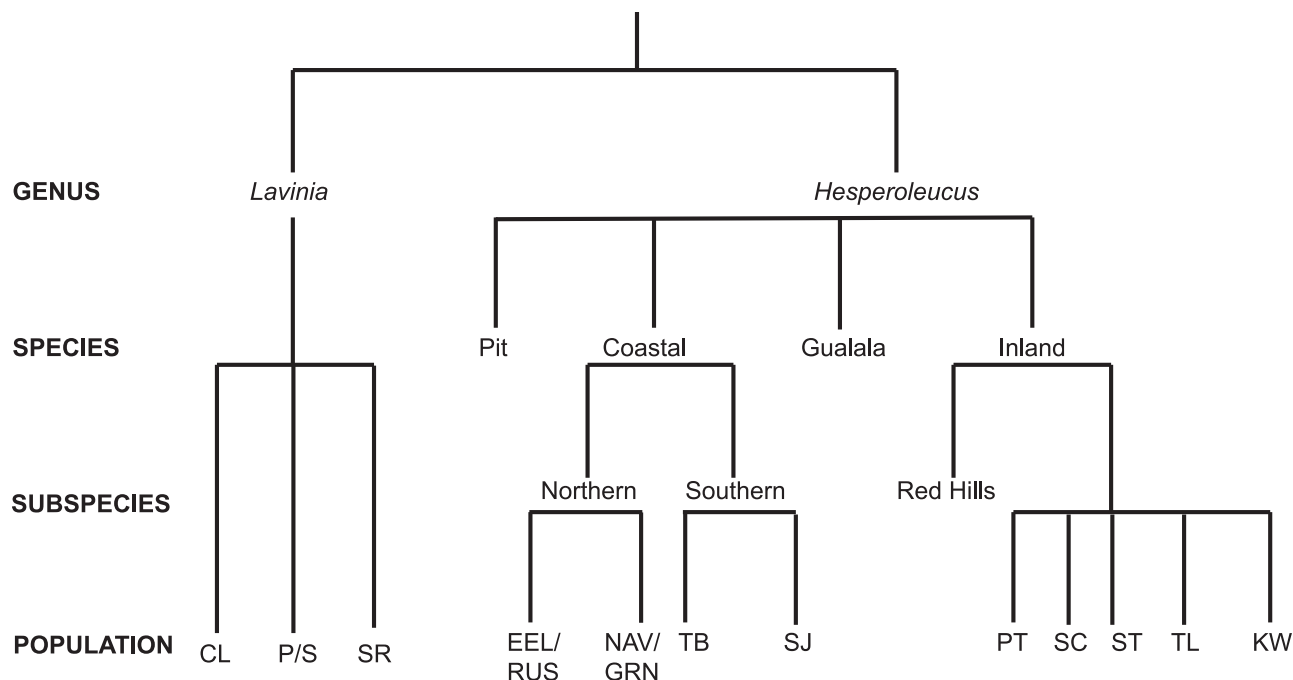 GENUS Lavinia Hesperoleucus
SPECIES Pit Coastal Gualala Inland
SUBSPECIES Northern Southern Red Hills
POPULATION CL P/S SR EEL/ NAV/ TB SJ PT SC ST TL KW
RUS GRN